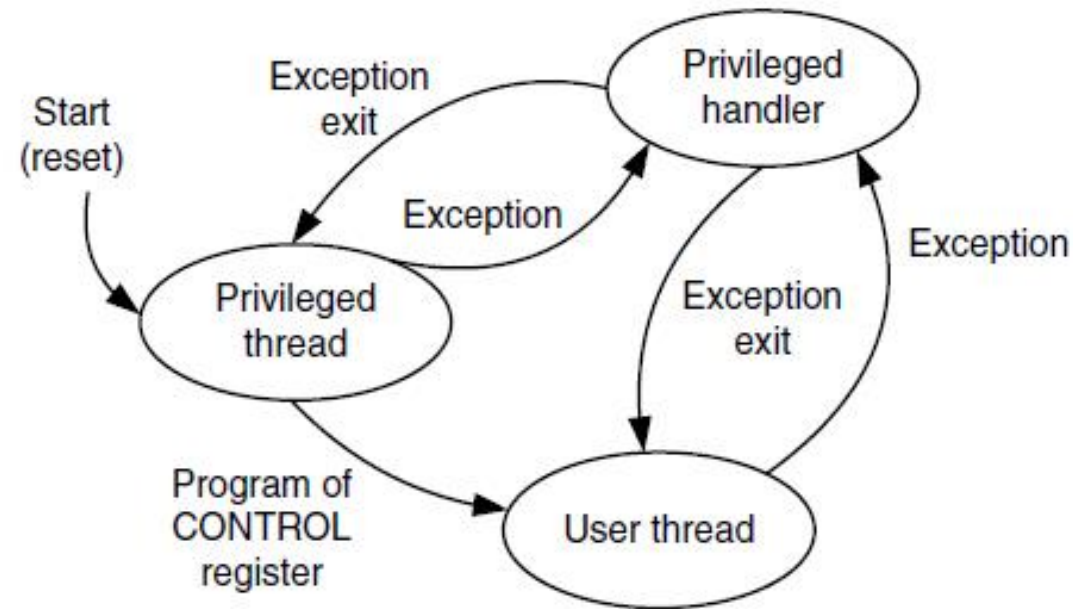 Privileged
handler
Exception
exit
Start
(reset)
Exception
Exception
Privileged
thread
Exception
exit
Program of
CONTROL
register
User thread